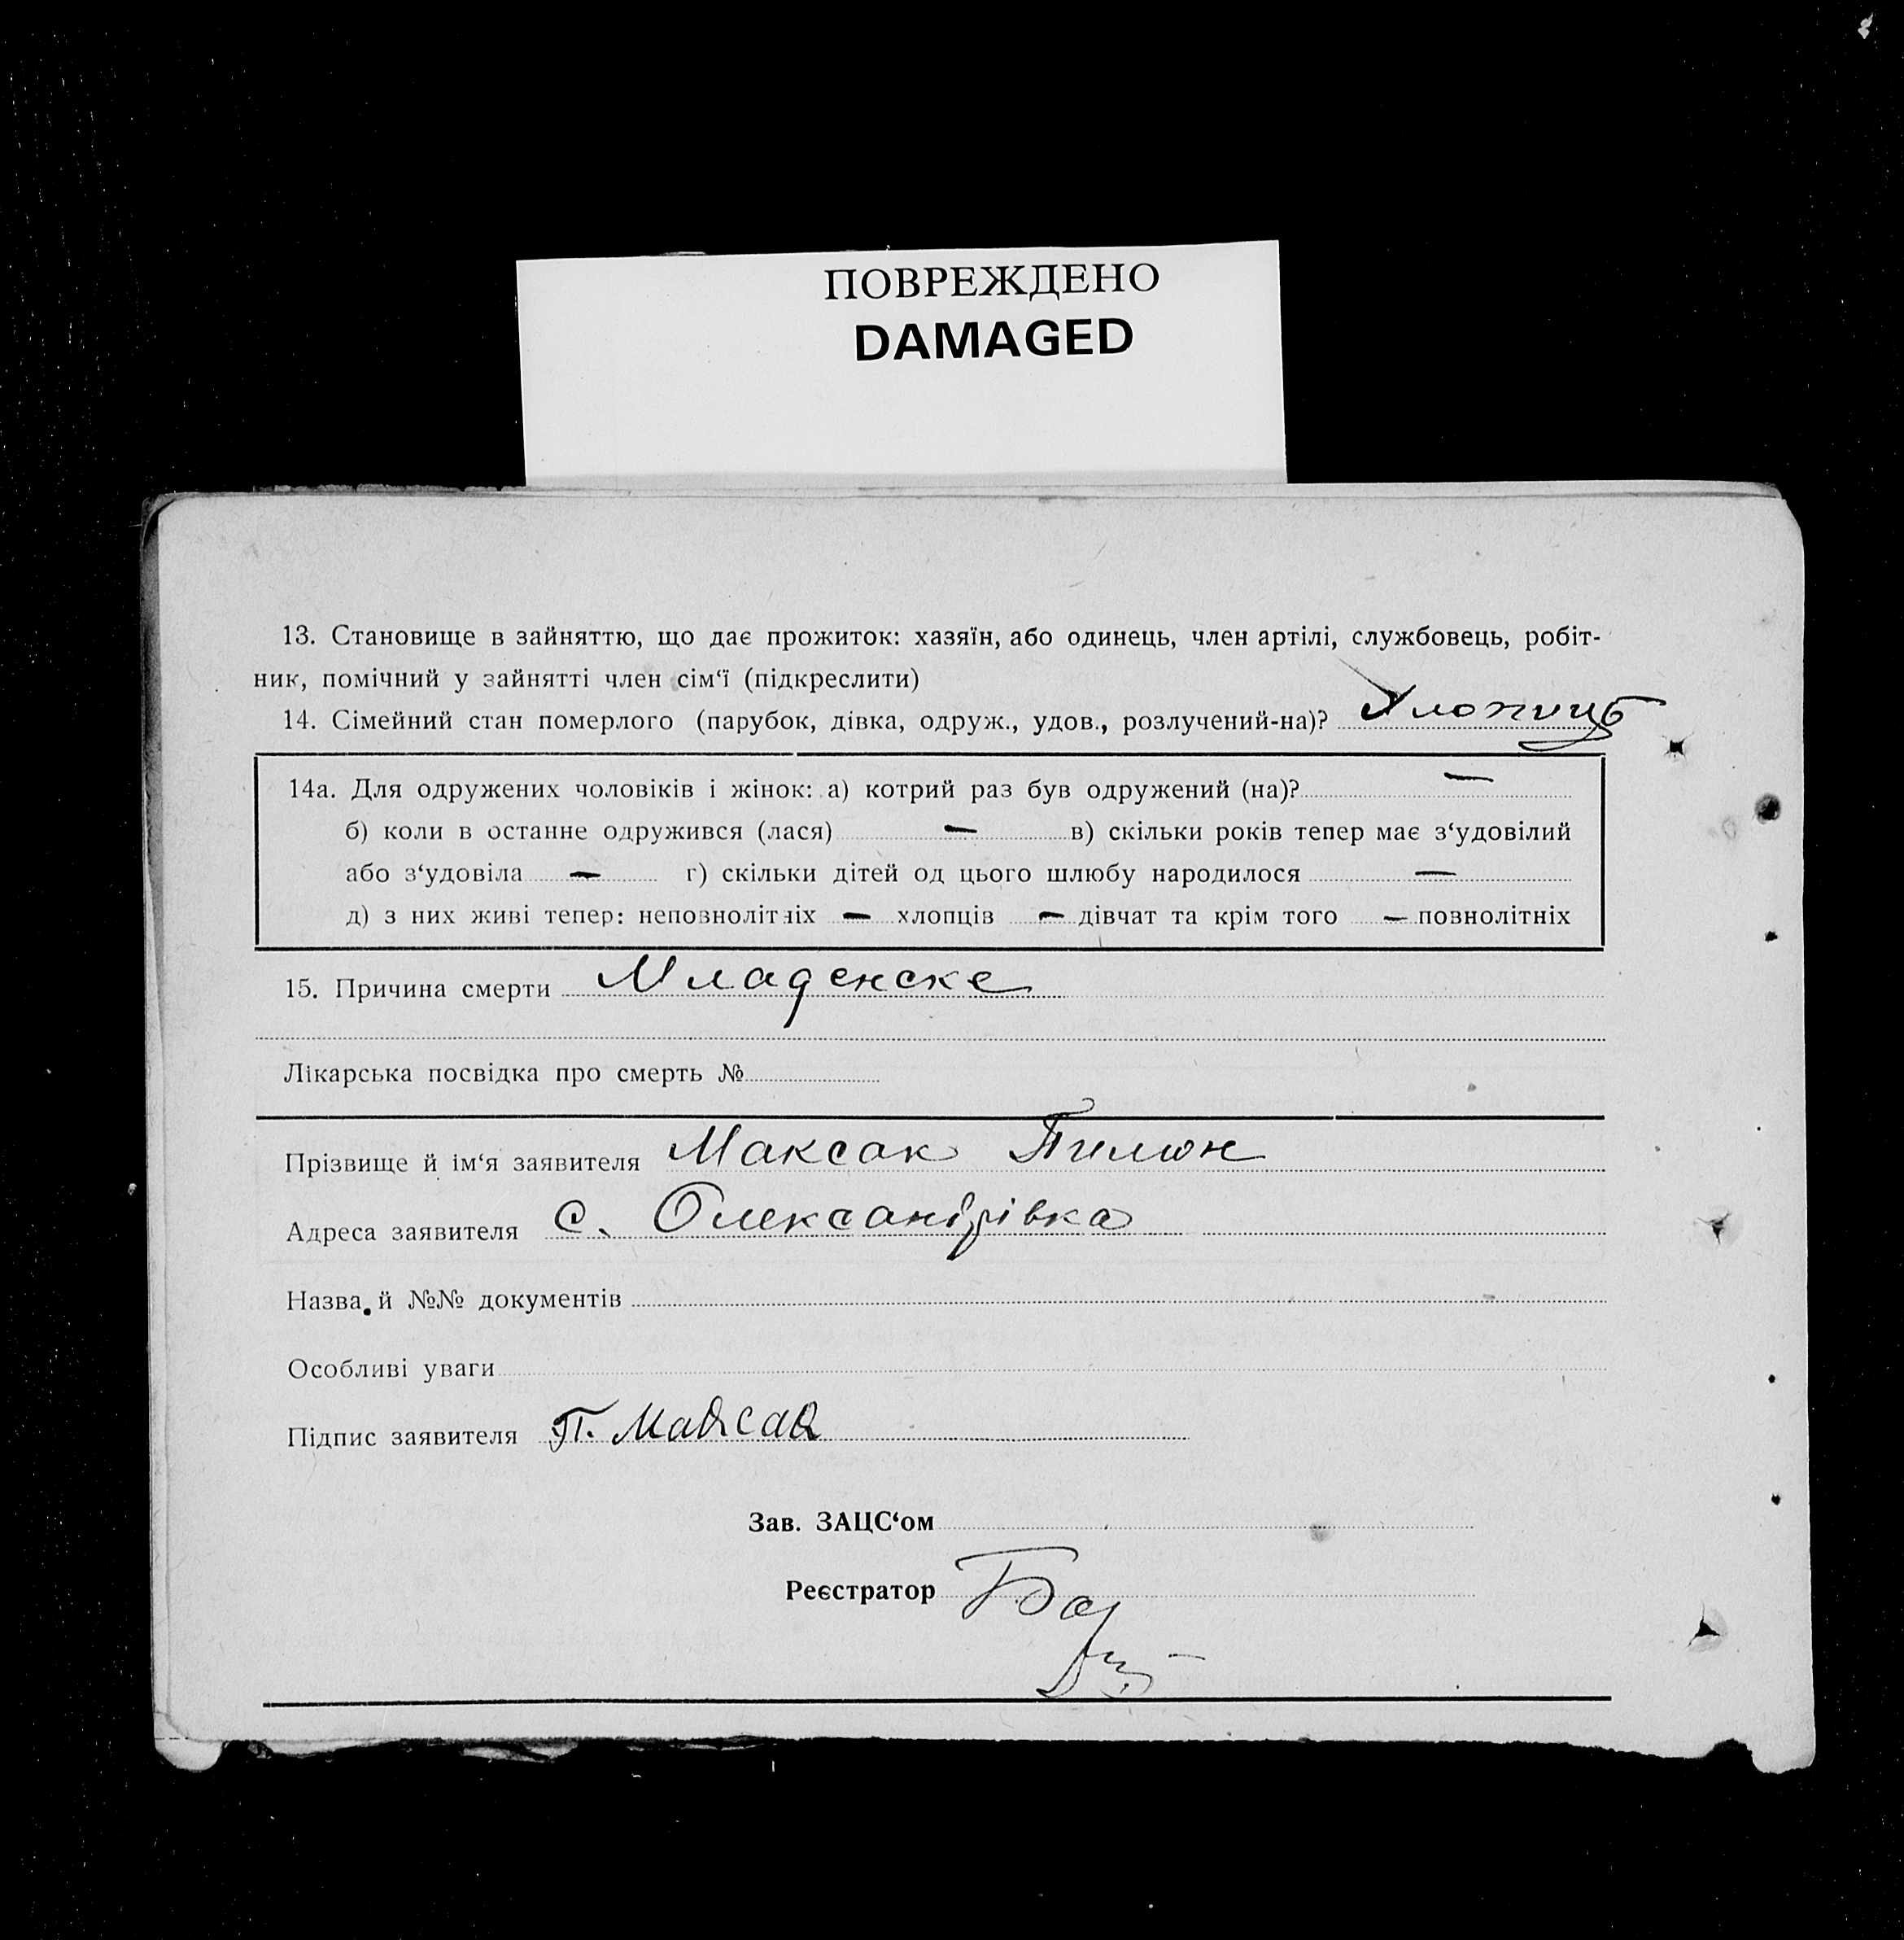 ПОВРЕЖДЕНО
DAMAGED
13. Становище в зайняттю, що дає прожиток: хазяїн, або одинець, член артілі, службовець, робіт-
ник, помічний у зайнятті член сім‘ї (підкреслити)
14. Сімейний стан померлого (парубок, дівка, одруж., удов., розлучений-на)? Хлопець
14а. Для одружених чоловіків і жінок: а) котрий раз був одружений (на)? —
б) коли в останне одружився (лася) — в) скільки років тепер має з‘удовілий
або з‘удовіла — г) скільки дітей од цього шлюбу народилося —
д) з них живі тепер: неповнолітніх — хлопців — дівчат та крім того — повнолітніх
15. Причина смерти Младенске
Лікарська посвідка про смерть №
Прізвище й ім‘я заявителя Максак Пилип
Адреса заявителя с. Олександрівка
Назва й №№ документів
Особливі уваги
Підпис заявителя П. Максак
Зав. ЗАЦС‘ом
Реєстратор